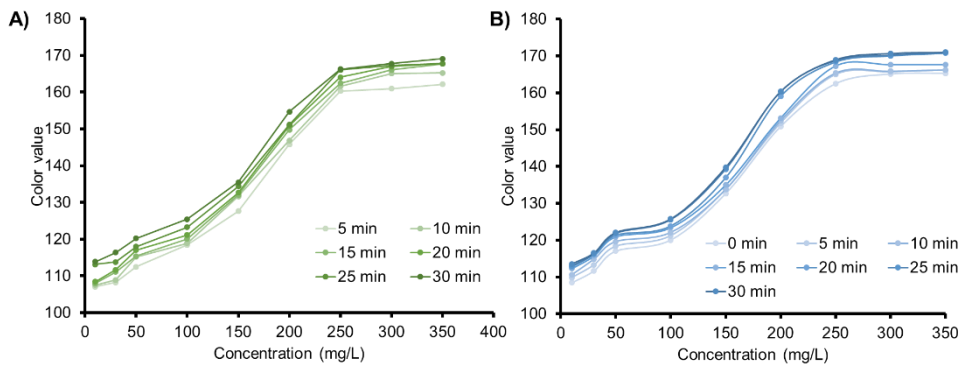 A)
Color value
180
170
160
150
140
130
120
110
100
0 50 100 150 200 250 300 350 400
Concentration (mg/L)
5 min 10 min
15 min 20 min
25 min 30 min
B)
Color value
180
170
160
150
140
130
120
110
100
0 50 100 150 200 250 300 350
Concentration (mg/L)
0 min 5 min 10 min
15 min 20 min 25 min
30 min